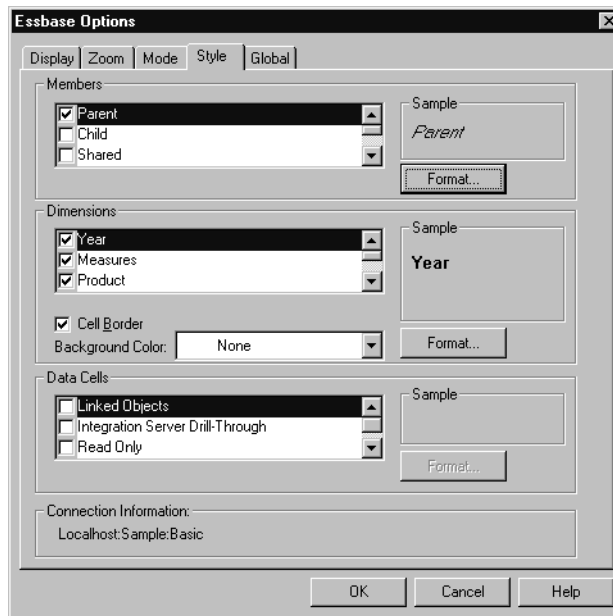 Essbase Options
Display Zoom Mode Style Global
Members
Parent
Child
Shared
Sample
Parent
Format...
Dimensions
Year
Measures
Product
Cell Border
Background Color: None
Sample
Year
Format...
Data Cells
Linked Objects
Integration Server Drill-Through
Read Only
Sample
Format...
Connection Information:
Localhost:Sample:Basic
OK Cancel Help